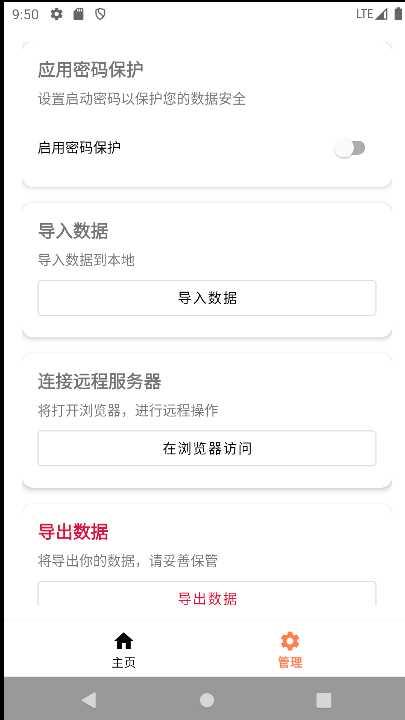 9:50 LTE
应用密码保护
设置启动密码以保护您的数据安全
启用密码保护
导入数据
导入数据到本地
导入数据
连接远程服务器
将打开浏览器，进行远程操作
在浏览器访问
导出数据
将导出你的数据，请妥善保管
导出数据
主页 管理